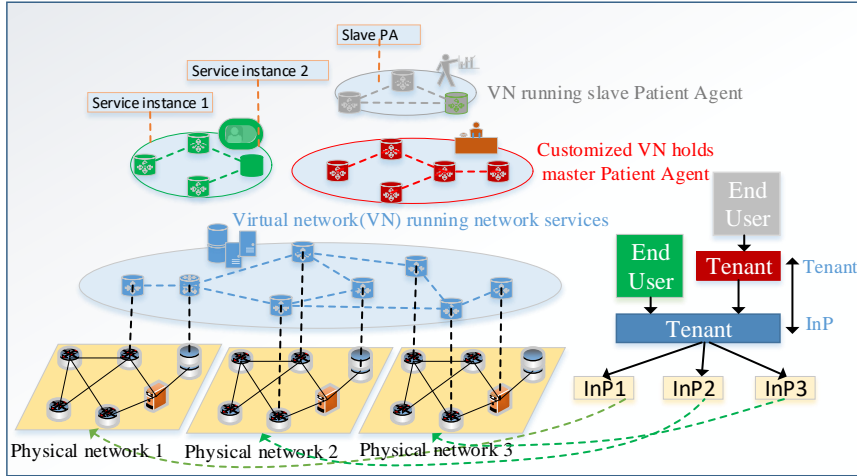 Slave PA
Service instance 2
Service instance 1
VN running slave Patient Agent
Customized VN holds
master Patient Agent
Virtual network(VN) running network services
End
User
End
User
Tenant
Tenant
InP
Tenant
InP1
InP2
InP3
Physical network 1
Physical network 2
Physical network 3